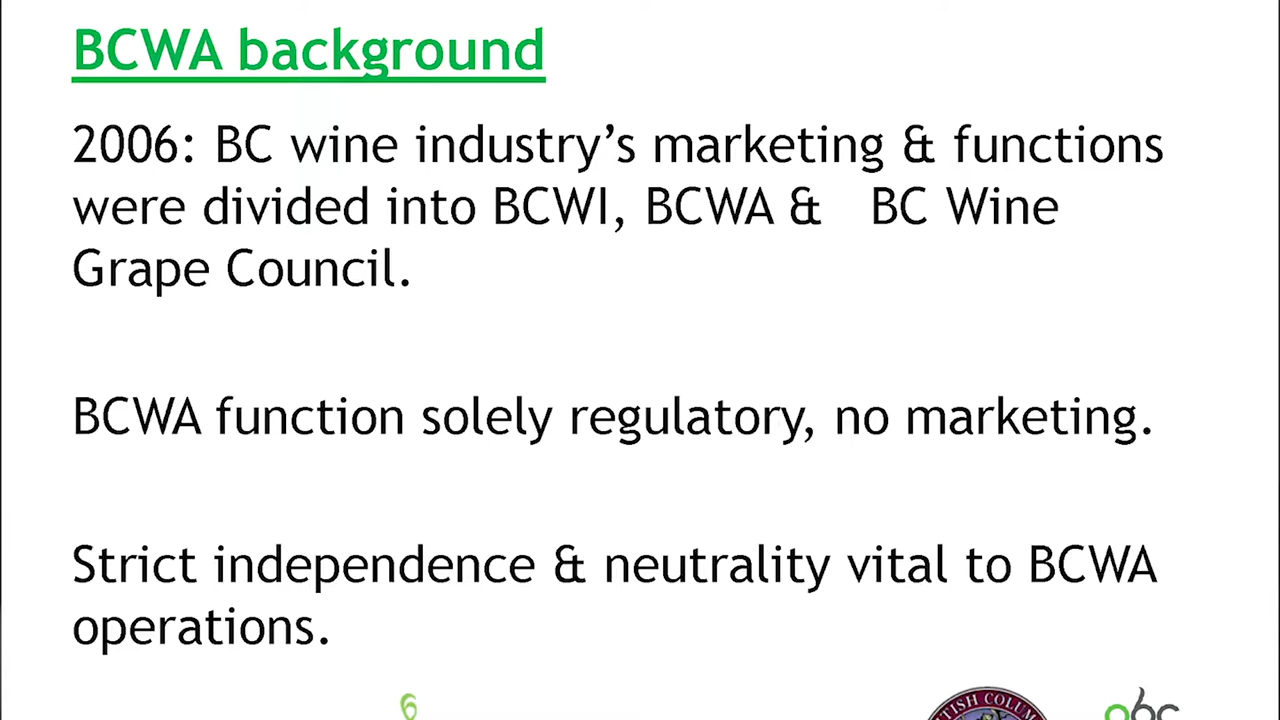 BCWA background
2006: BC wine industry’s marketing & functions
were divided into BCWI, BCWA & BC Wine
Grape Council.
BCWA function solely regulatory, no marketing.
Strict independence & neutrality vital to BCWA
operations.
6